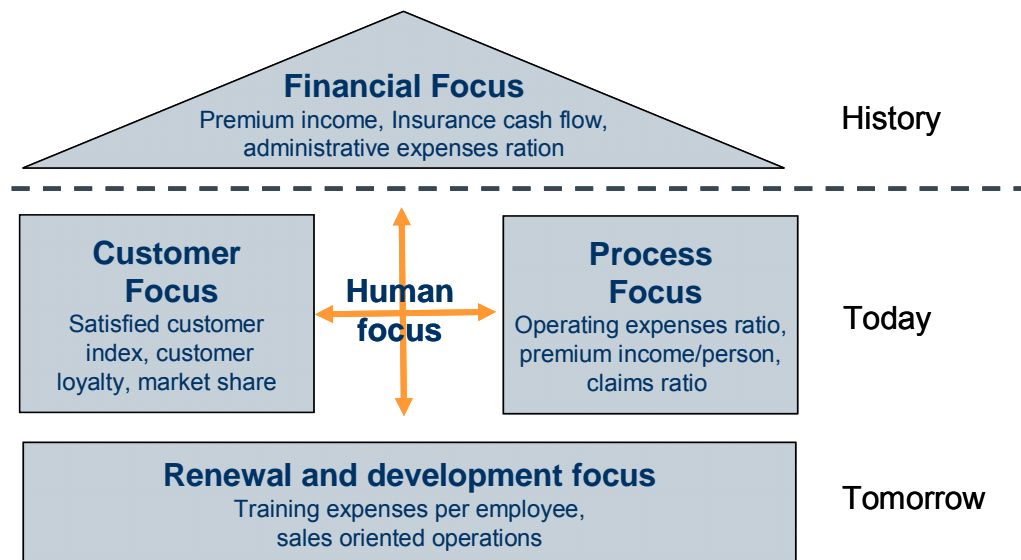 Financial Focus
Premium income, Insurance cash flow,
administrative expenses ration
History
Customer
Focus
Satisfied customer
index, customer
loyalty, market share
Human
focus
Process
Focus
Operating expenses ratio,
premium income/person,
claims ratio
Today
Renewal and development focus
Training expenses per employee,
sales oriented operations
Tomorrow